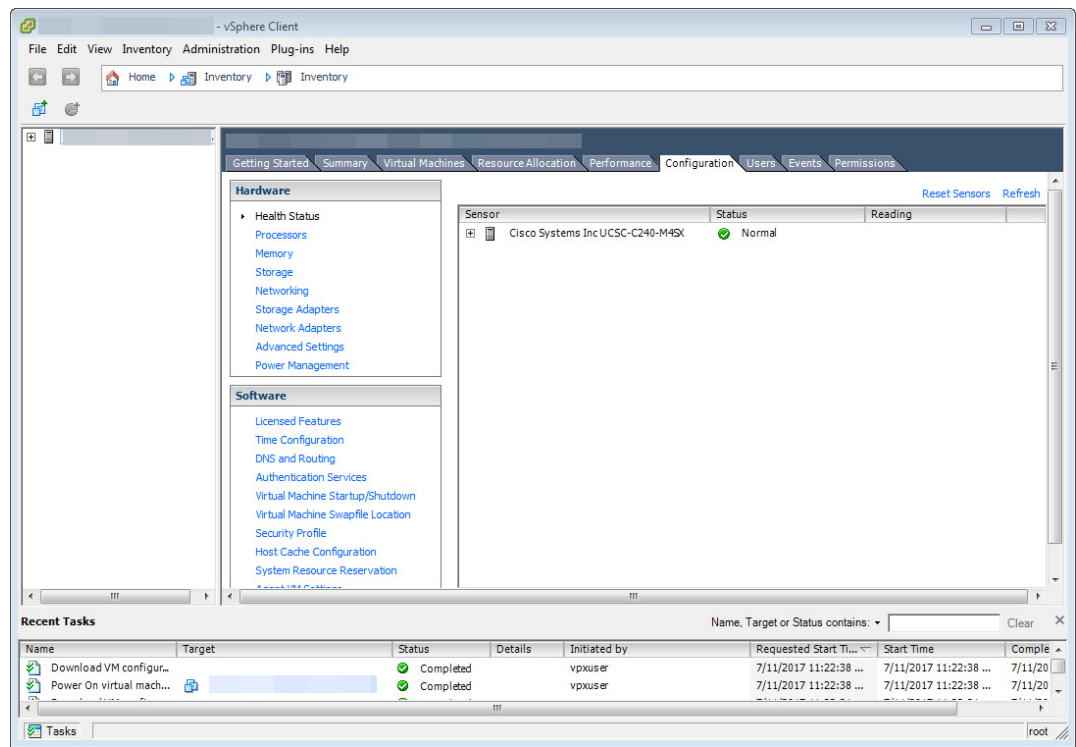 - vSphere Client
File Edit View Inventory Administration Plug-ins Help
Home Inventory Inventory
Getting Started Summary Virtual Machines Resource Allocation Performance Configuration Users Events Permissions
Hardware
Health Status
Processors
Memory
Storage
Networking
Storage Adapters
Network Adapters
Advanced Settings
Power Management
Software
Licensed Features
Time Configuration
DNS and Routing
Authentication Services
Virtual Machine Startup/Shutdown
Virtual Machine Swapfile Location
Security Profile
Host Cache Configuration
System Resource Reservation
Reset Sensors Refresh
Sensor Status Reading
Cisco Systems Inc UCSC-C240-M4SX Normal
Recent Tasks Name, Target or Status contains: Clear
Name Target Status Details Initiated by Requested Start Ti... Start Time Comple
Download VM configur... Completed vpxuser 7/11/2017 11:22:38 ... 7/11/2017 11:22:38 ... 7/11/20
Power On virtual mach... Completed vpxuser 7/11/2017 11:22:38 ... 7/11/2017 11:22:38 ... 7/11/20
Tasks root